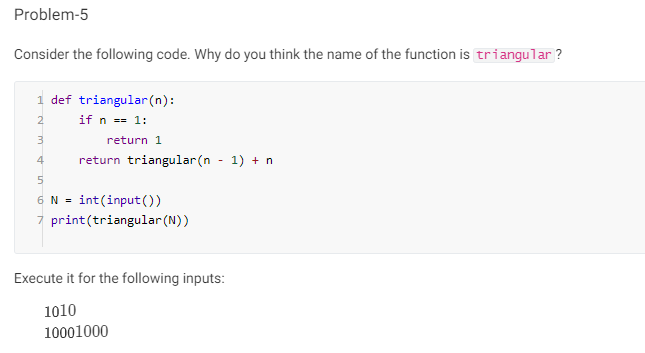 Problem-5
Consider the following code. Why do you think the name of the function is triangular ?
1 def triangular(n):
2     if n == 1:
3         return 1
4     return triangular(n - 1) + n
5
6 N = int(input())
7 print(triangular(N))
Execute it for the following inputs:
1010
10001000